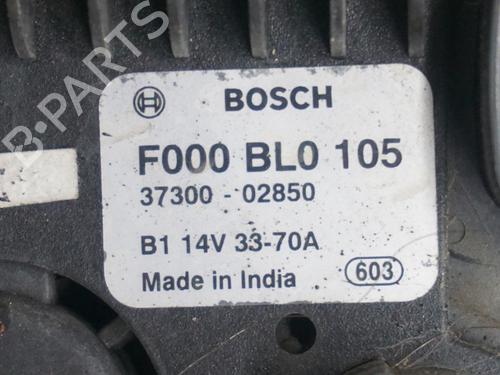 B-PARTS
BOSCH
F000 BL0 105
37300 - 02850
B1 14V 33-70A
Made in India 603